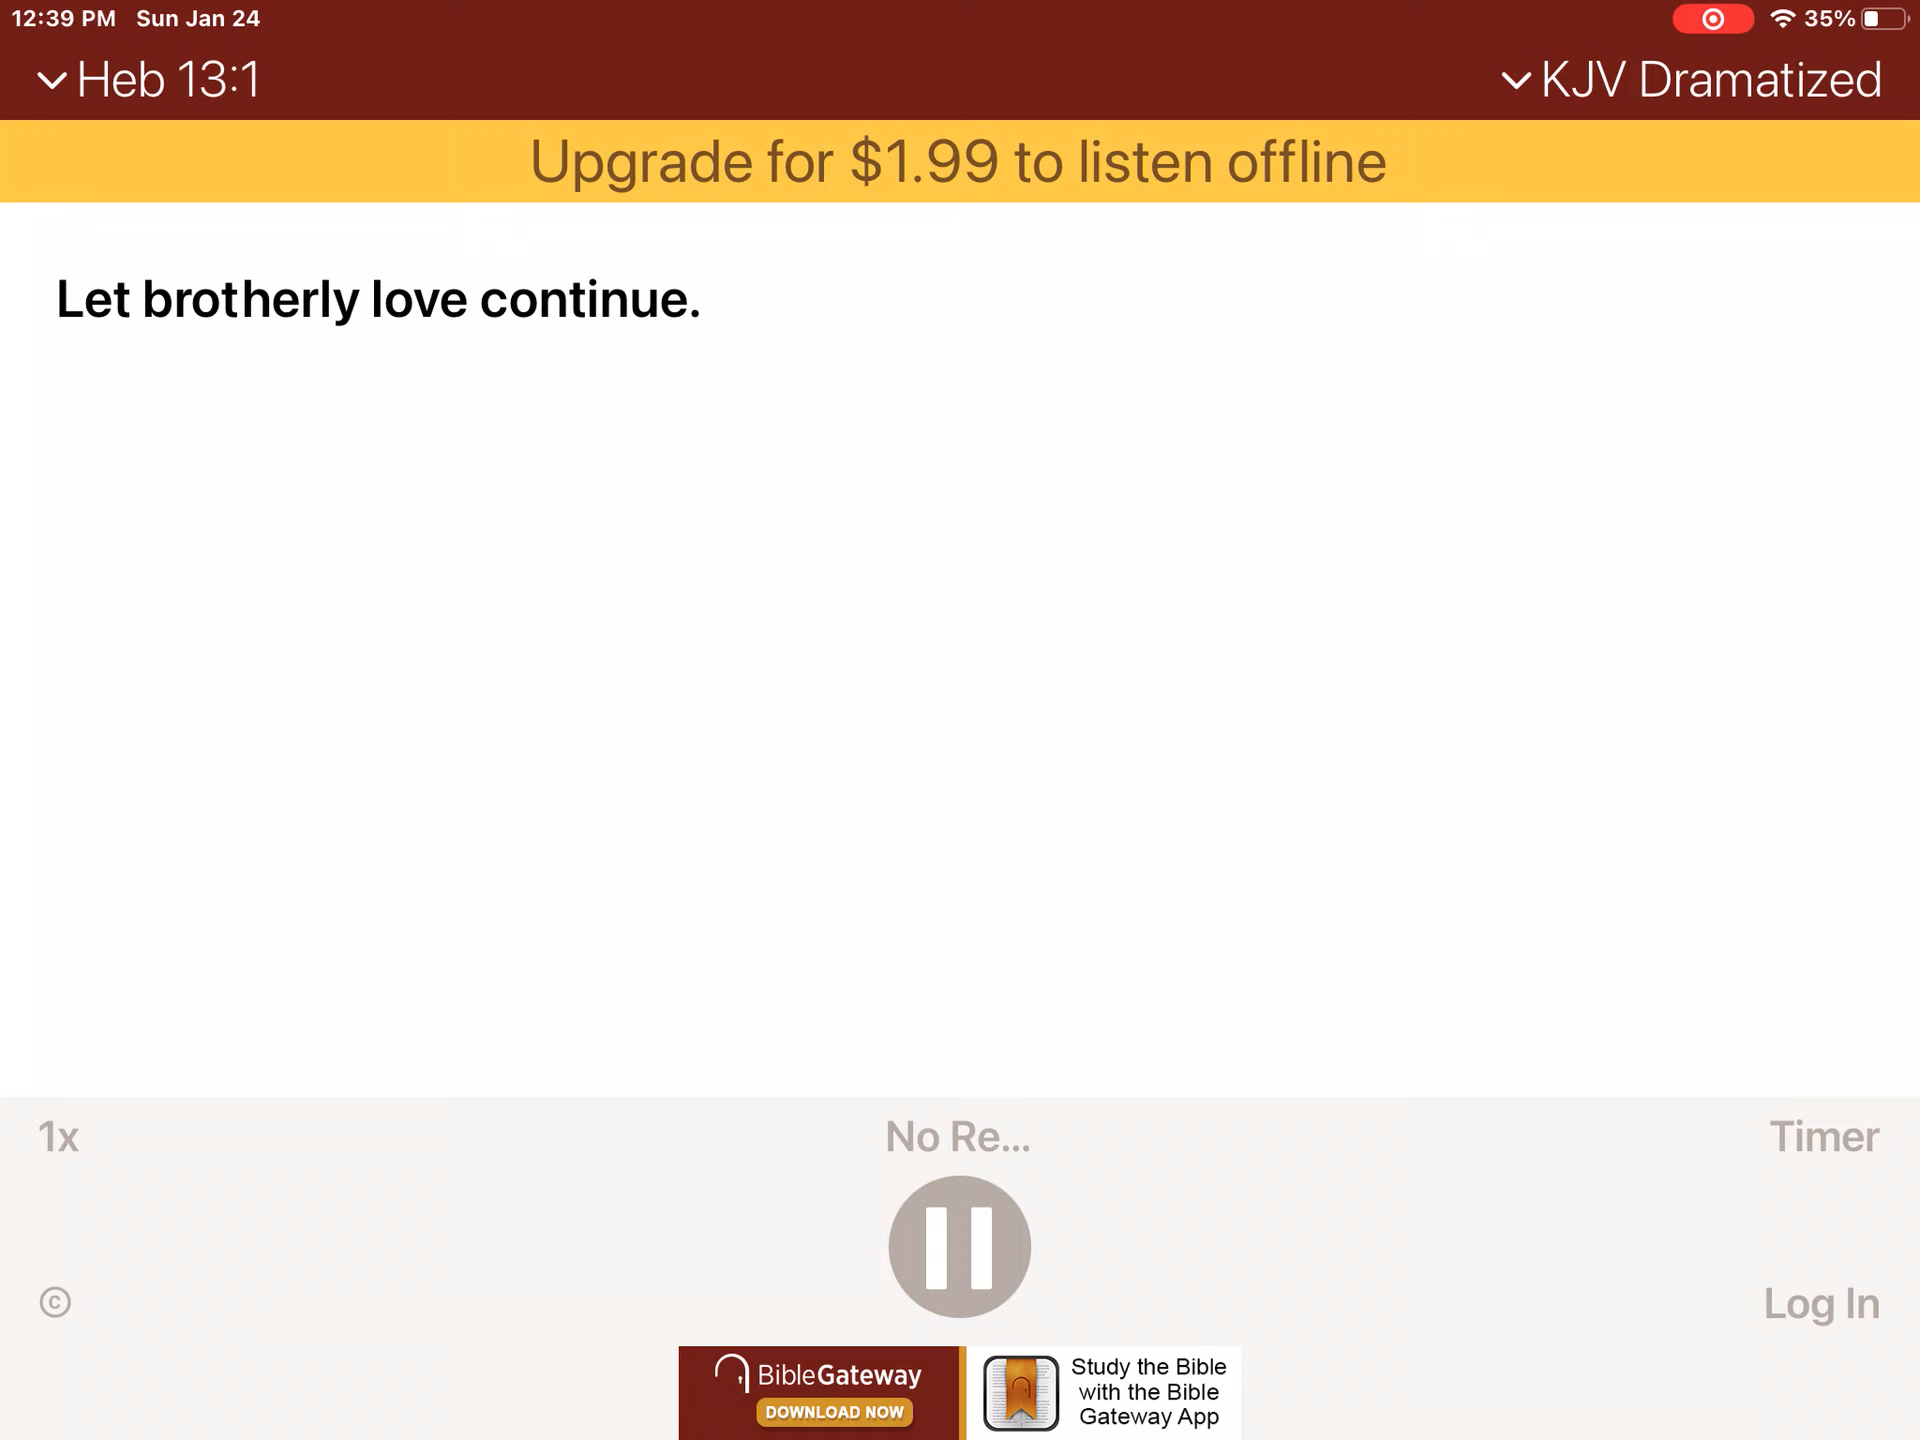 12:39 PM Sun Jan 24
35%
Heb 13:1
KJV Dramatized
Upgrade for $1.99 to listen offline
Let brotherly love continue.
1x
No Re...
Timer
©
Log In
BibleGateway
DOWNLOAD NOW
Study the Bible
with the Bible
Gateway App